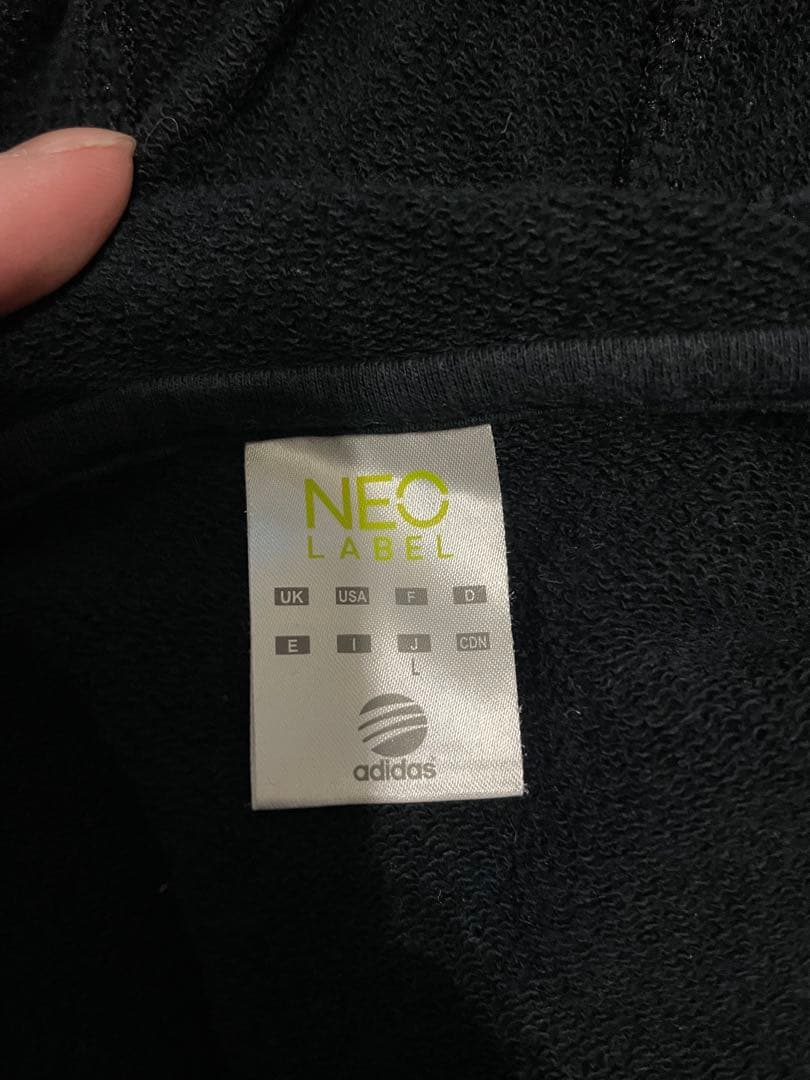 NEO
LABEL
UK USA F D
E I J CDN
L
adidas